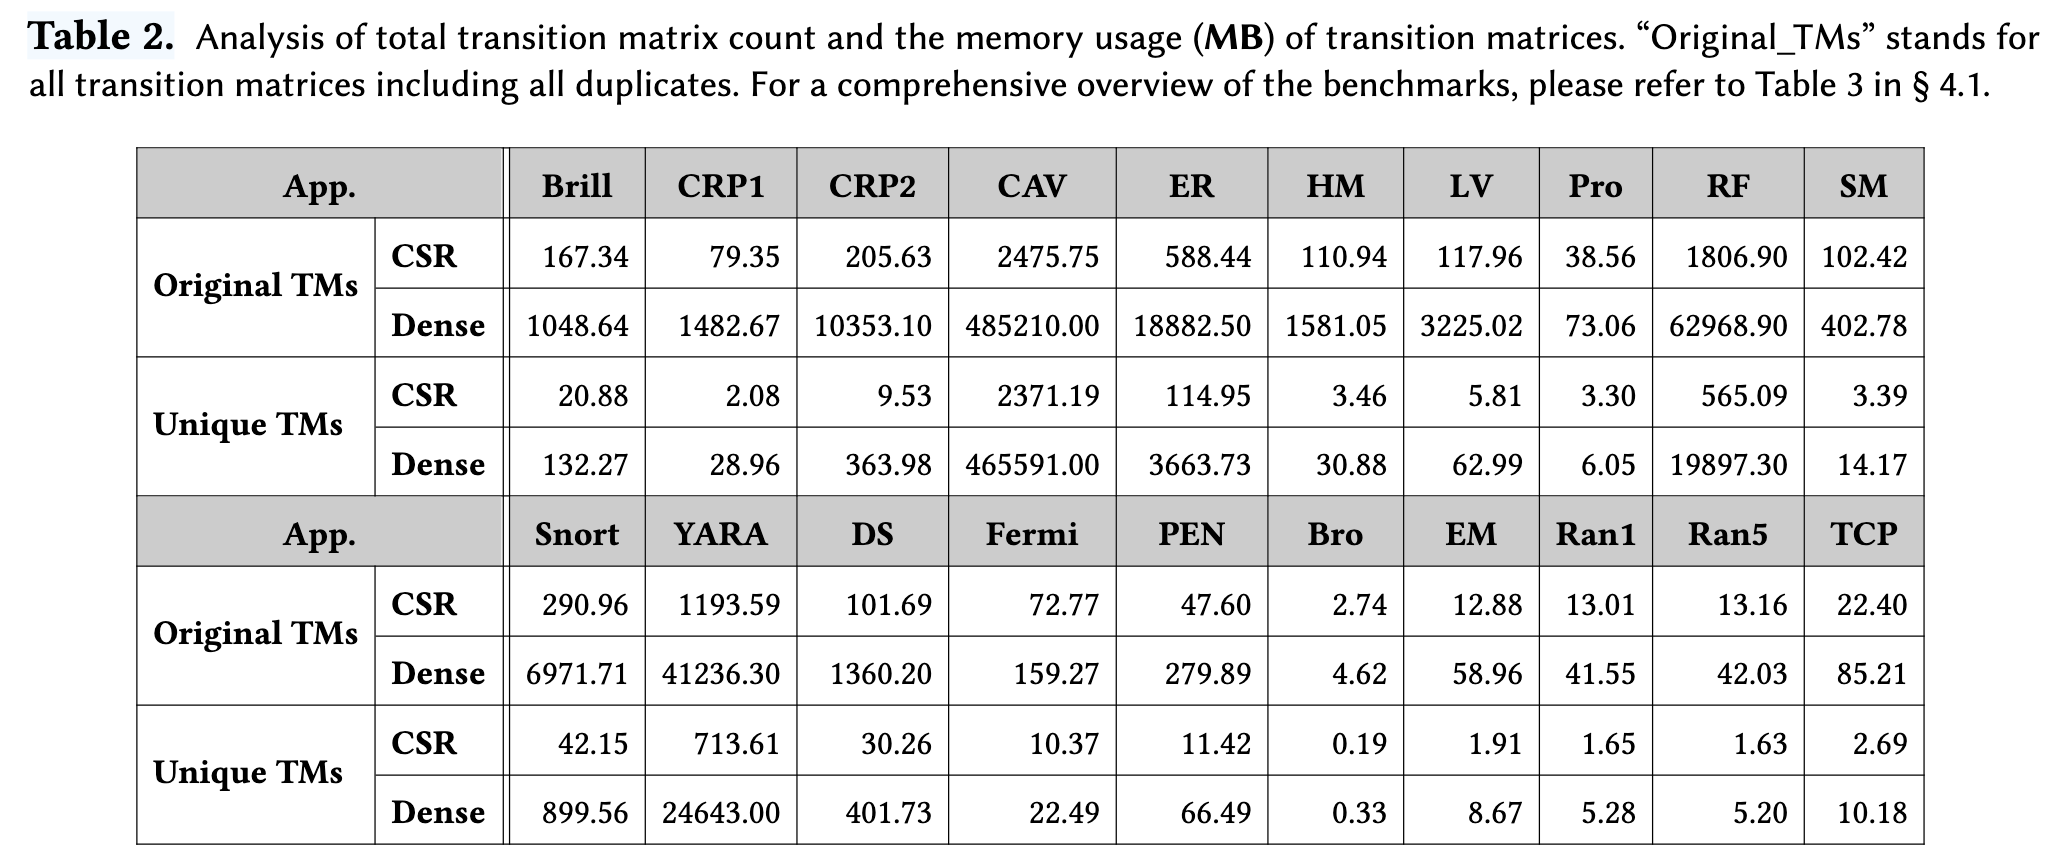 Table 2. Analysis of total transition matrix count and the memory usage (MB) of transition matrices. “Original_TMs” stands for
all transition matrices including all duplicates. For a comprehensive overview of the benchmarks, please refer to Table 3 in § 4.1.
App. Brill CRP1 CRP2 CAV ER HM LV Pro RF SM
Original TMs
CSR 167.34 79.35 205.63 2475.75 588.44 110.94 117.96 38.56 1806.90 102.42
Dense 1048.64 1482.67 10353.10 485210.00 18882.50 1581.05 3225.02 73.06 62968.90 402.78
Unique TMs
CSR 20.88 2.08 9.53 2371.19 114.95 3.46 5.81 3.30 565.09 3.39
Dense 132.27 28.96 363.98 465591.00 3663.73 30.88 62.99 6.05 19897.30 14.17
App. Snort YARA DS Fermi PEN Bro EM Ran1 Ran5 TCP
Original TMs
CSR 290.96 1193.59 101.69 72.77 47.60 2.74 12.88 13.01 13.16 22.40
Dense 6971.71 41236.30 1360.20 159.27 279.89 4.62 58.96 41.55 42.03 85.21
Unique TMs
CSR 42.15 713.61 30.26 10.37 11.42 0.19 1.91 1.65 1.63 2.69
Dense 899.56 24643.00 401.73 22.49 66.49 0.33 8.67 5.28 5.20 10.18